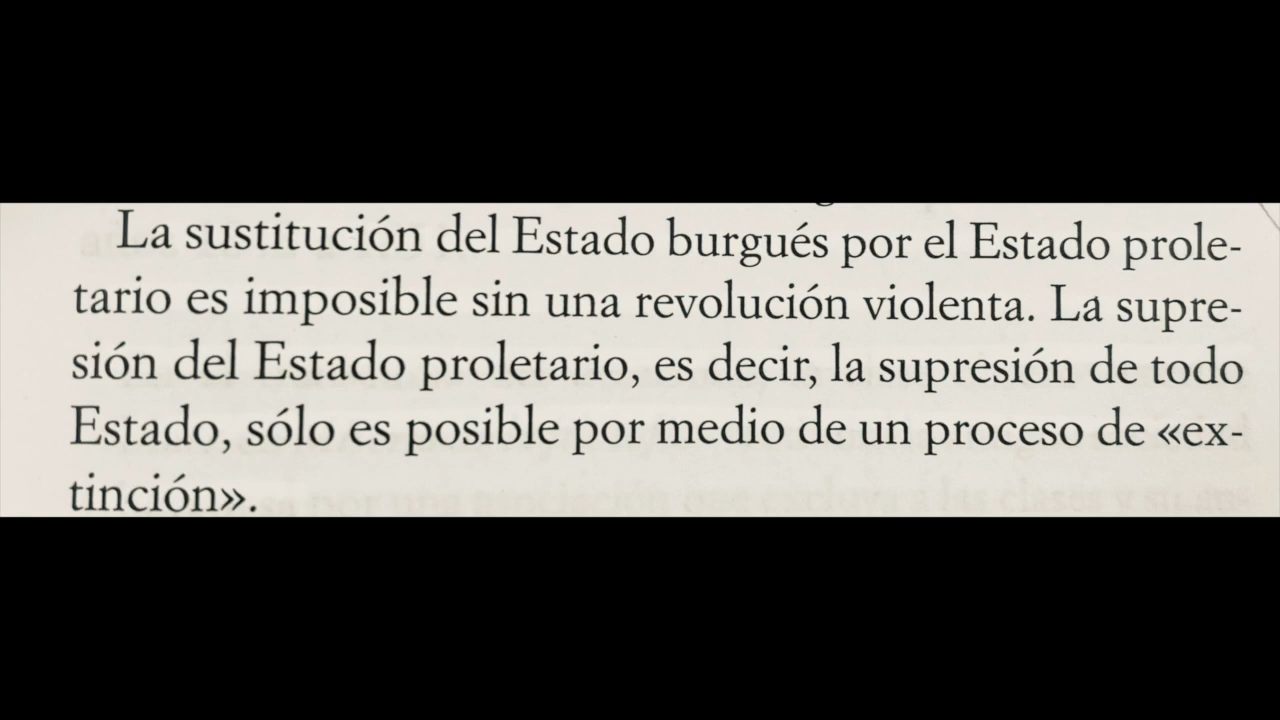 La sustitución del Estado burgués por el Estado prole-
tario es imposible sin una revolución violenta. La supre-
sión del Estado proletario, es decir, la supresión de todo
Estado, sólo es posible por medio de un proceso de «ex-
tinción».